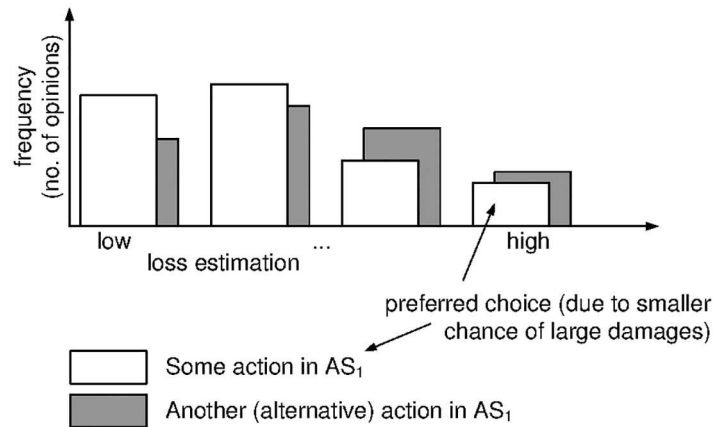 frequency
(no. of opinions)
low
...
high
loss estimation
preferred choice (due to smaller
chance of large damages)
Some action in AS₁
Another (alternative) action in AS₁